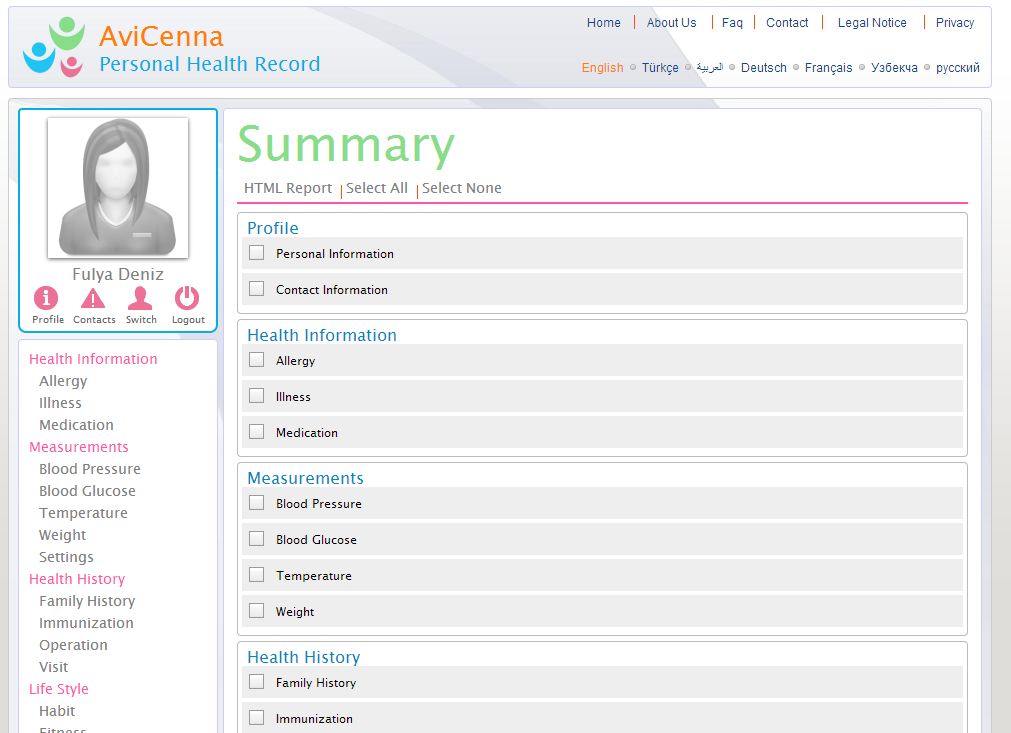 AviCenna
Personal Health Record
Home About Us Faq Contact Legal Notice Privacy
English Türkçe العربية Deutsch Français Узбекча русский
Fulya Deniz
Profile Contacts Switch Logout
Health Information
Allergy
Illness
Medication
Measurements
Blood Pressure
Blood Glucose
Temperature
Weight
Settings
Health History
Family History
Immunization
Operation
Visit
Life Style
Habit
Fitness
Summary
HTML Report Select All Select None
Profile
Personal Information
Contact Information
Health Information
Allergy
Illness
Medication
Measurements
Blood Pressure
Blood Glucose
Temperature
Weight
Health History
Family History
Immunization